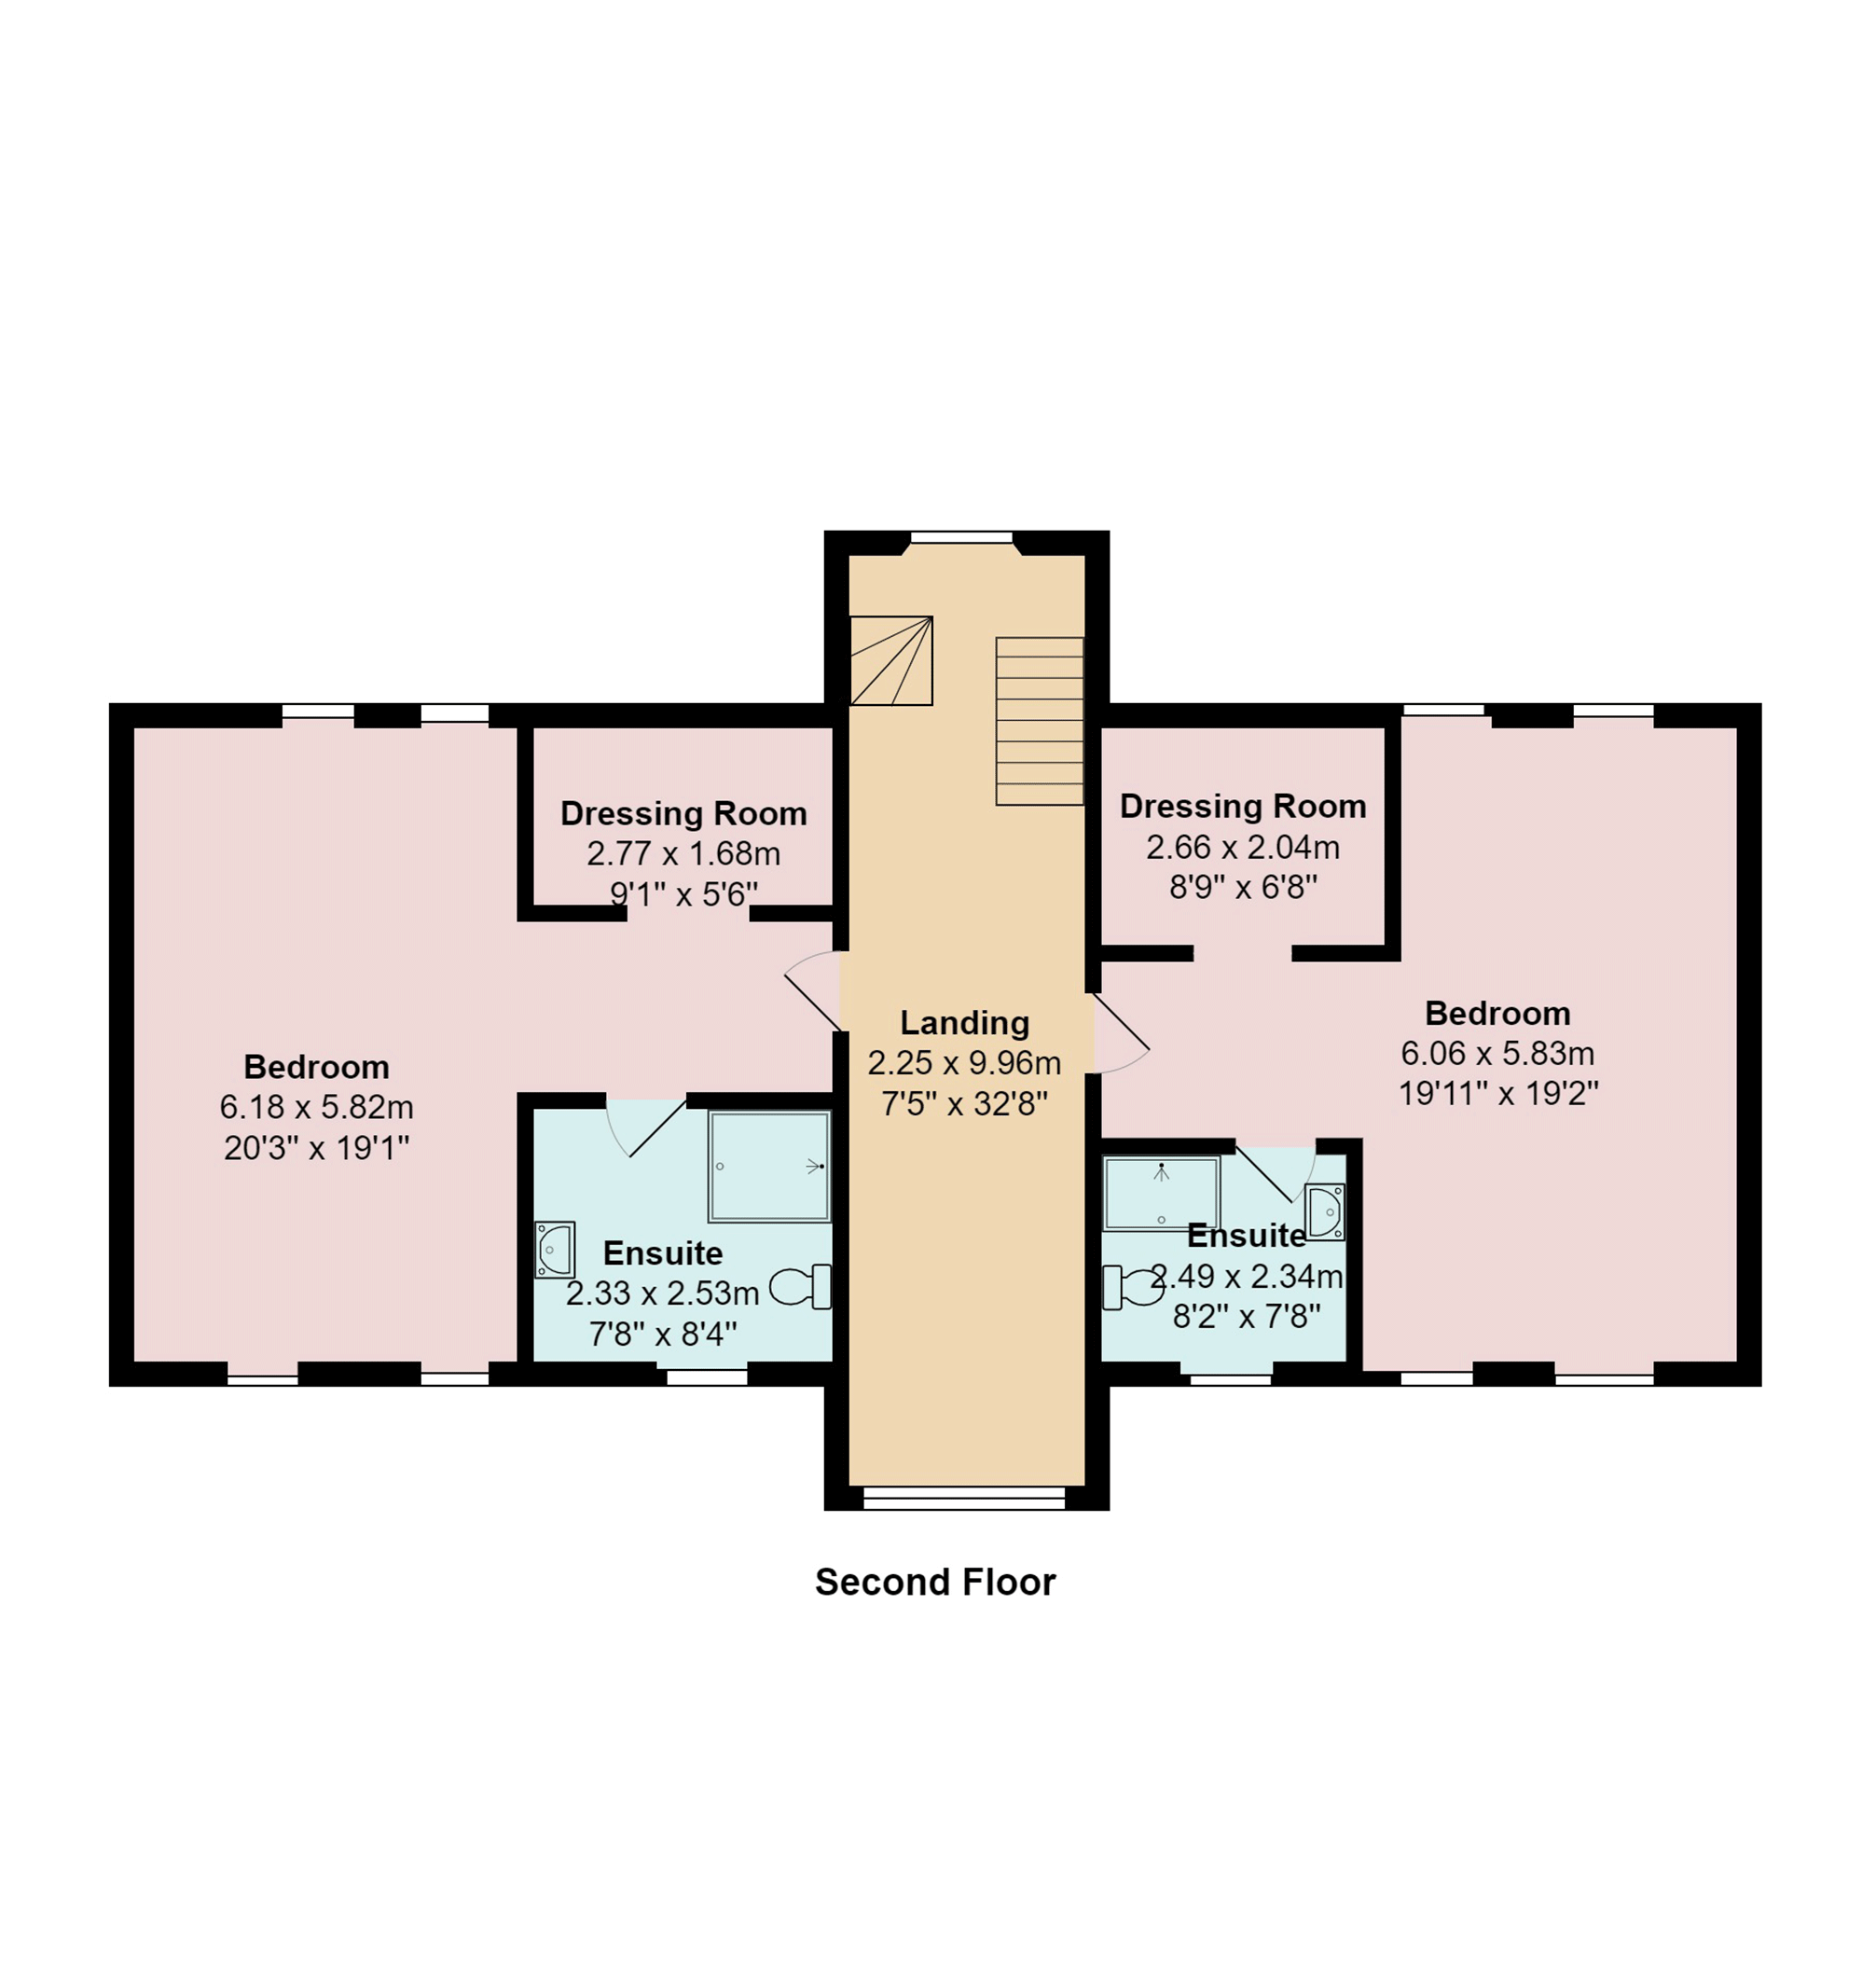 Dressing Room
2.77 x 1.68m
9'1" x 5'6"
Dressing Room
2.66 x 2.04m
8'9" x 6'8"
Bedroom
6.18 x 5.82m
20'3" x 19'1"
Landing
2.25 x 9.96m
7'5" x 32'8"
Bedroom
6.06 x 5.83m
19'11" x 19'2"
Ensuite
2.33 x 2.53m
7'8" x 8'4"
Ensuite
2.49 x 2.34m
8'2" x 7'8"
Second Floor